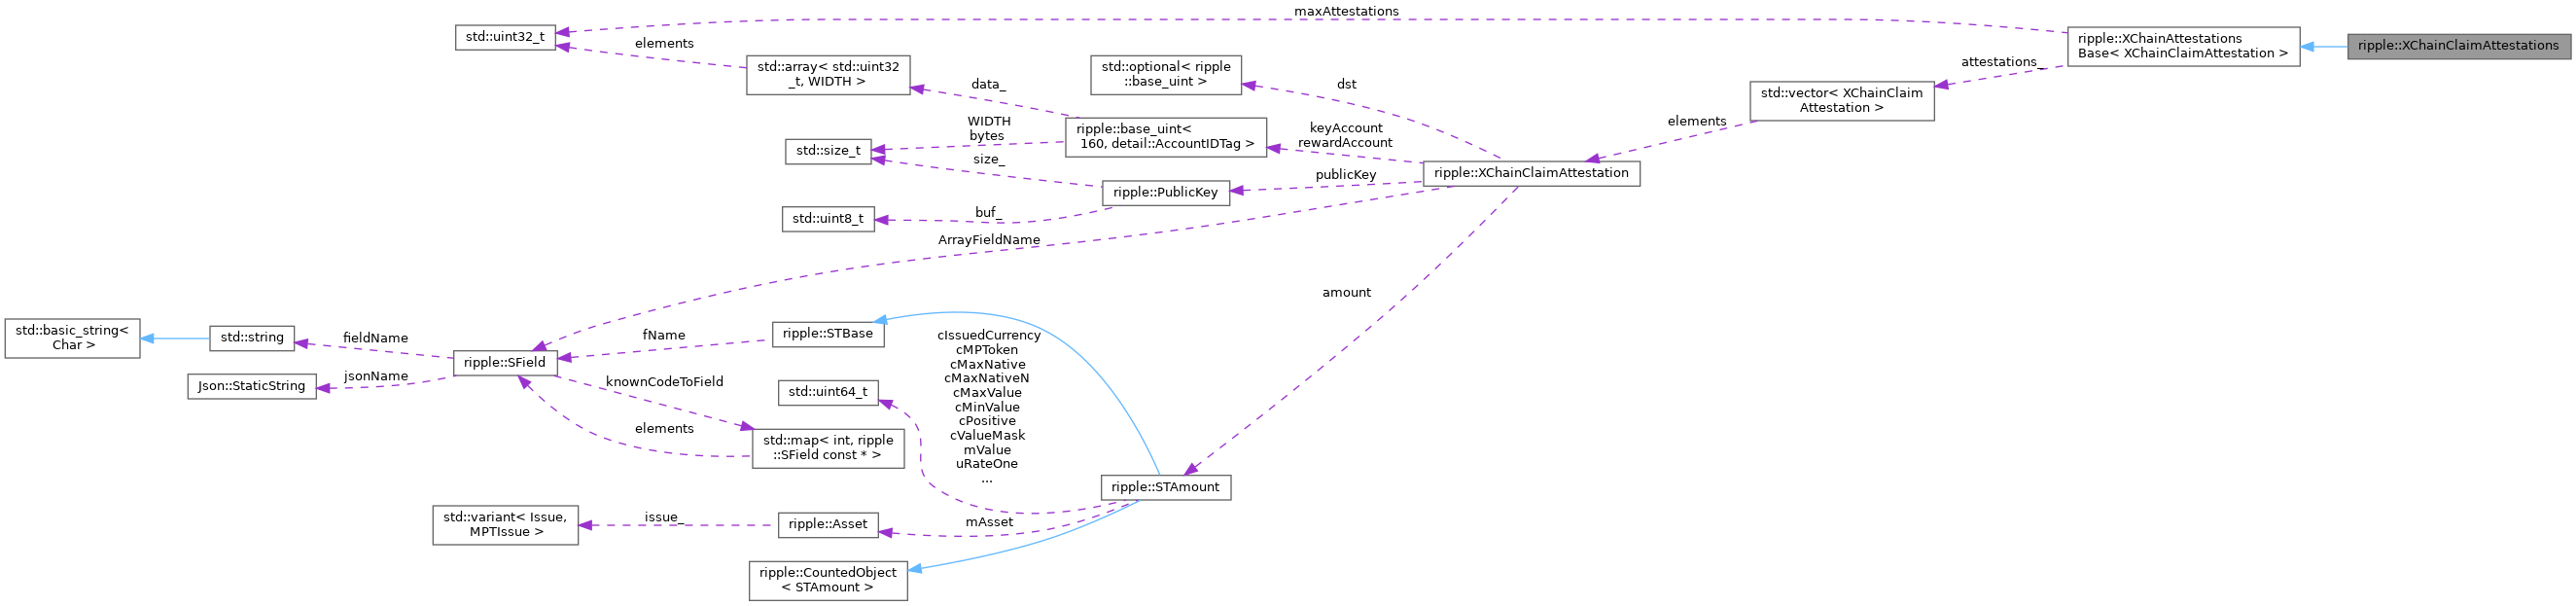 maxAttestations
std::uint32_t
ripple::XChainAttestations
Base< XChainClaimAttestation >
ripple::XChainClaimAttestations
elements
attestations_
std::array< std::uint32
_t, WIDTH >
std::optional< ripple
::base_uint >
dst
data_
std::vector< XChainClaim
Attestation >
WIDTH
bytes
ripple::base_uint<
160, detail::AccountIDTag >
keyAccount
rewardAccount
elements
std::size_t
size_
ripple::XChainClaimAttestation
publicKey
ripple::PublicKey
std::uint8_t
buf_
ArrayFieldName
amount
std::basic_string<
Char >
std::string
fieldName
fName
ripple::STBase
ripple::SField
Json::StaticString
jsonName
knownCodeToField
std::uint64_t
cIssuedCurrency
cMPToken
cMaxNative
cMaxNativeN
cMaxValue
cMinValue
cPositive
cValueMask
mValue
uRateOne
...
elements
std::map< int, ripple
::SField const * >
ripple::STAmount
std::variant< Issue,
MPTIssue >
issue_
ripple::Asset
mAsset
ripple::CountedObject
< STAmount >